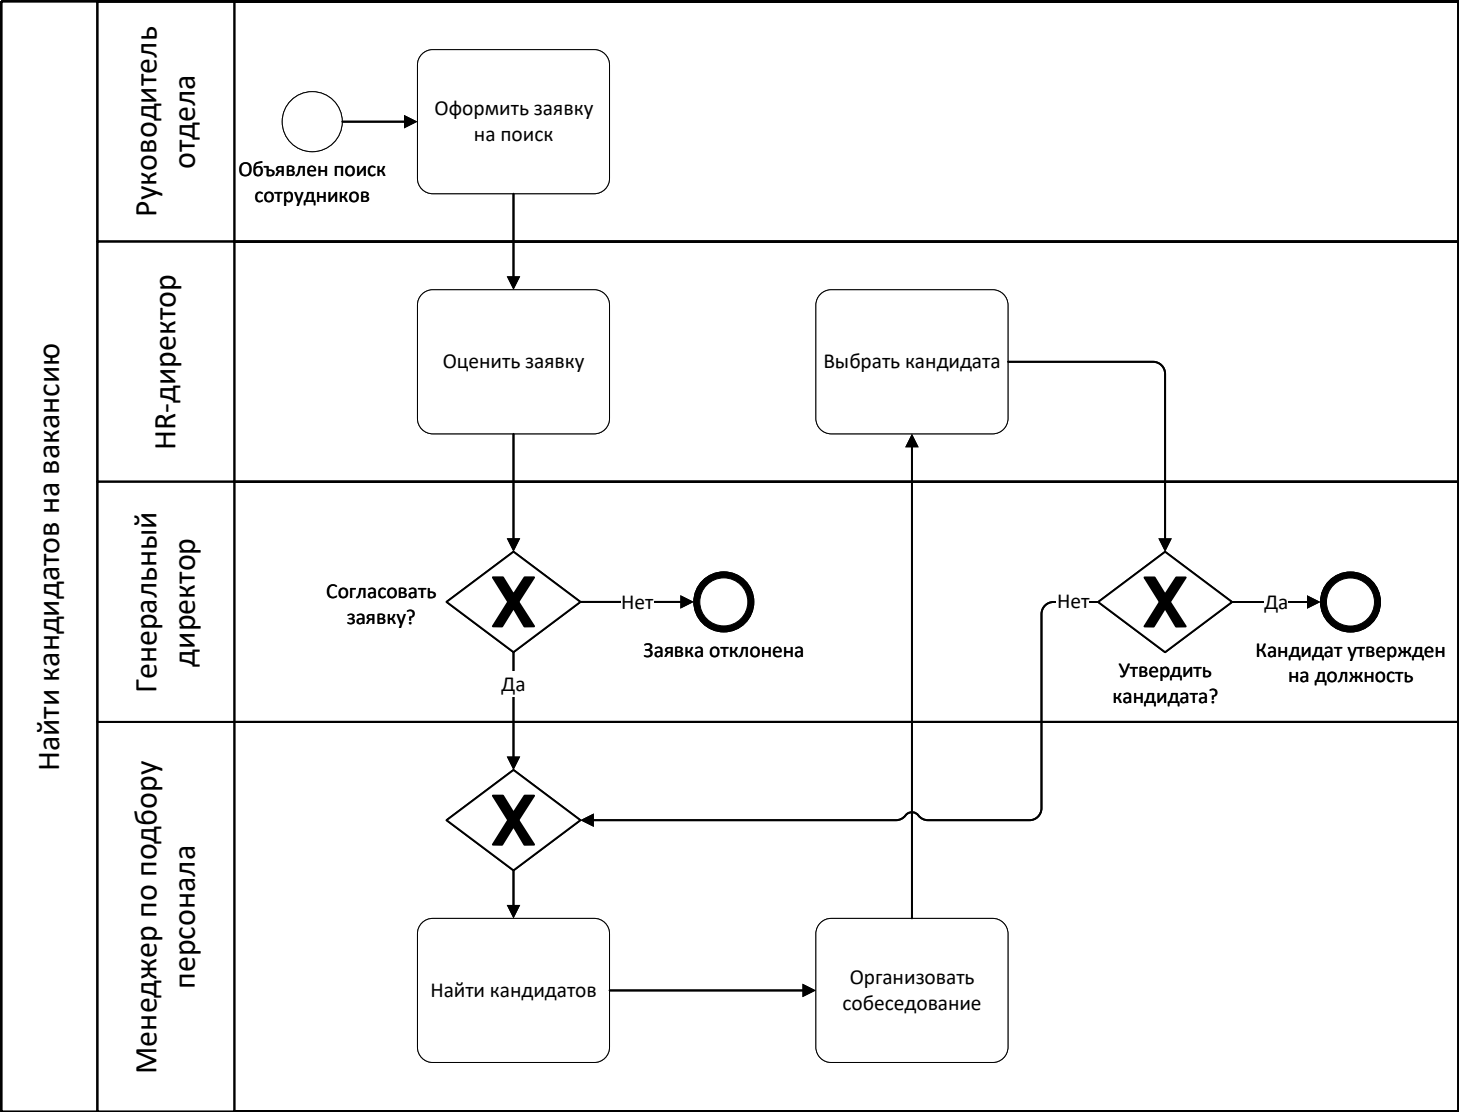 Найти кандидатов на вакансию
Руководитель
отдела
Объявлен поиск
сотрудников
Оформить заявку
на поиск
HR-директор
Оценить заявку
Выбрать кандидата
Генеральный
директор
Согласовать
заявку?
X
Нет
Заявка отклонена
Да
Нет
X
Да
Утвердить
кандидата?
Кандидат утвержден
на должность
Менеджер по подбору
персонала
X
Найти кандидатов
Организовать
собеседование